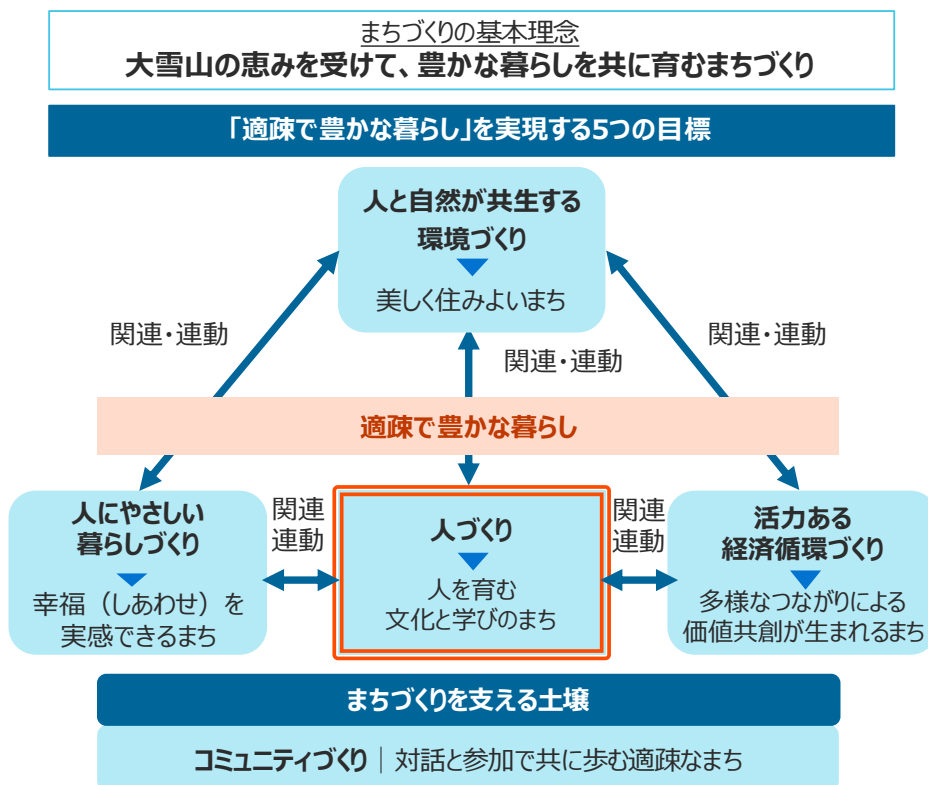 まちづくりの基本理念
大雪山の恵みを受けて、豊かな暮らしを共に育むまちづくり
「適疎で豊かな暮らし」を実現する5つの目標
人と自然が共生する
環境づくり
美しく住みよいまち
関連・連動
関連・連動
関連・連動
適疎で豊かな暮らし
人にやさしい
暮らしづくり
幸福（しあわせ）を
実感できるまち
関連
連動
人づくり
人を育む
文化と学びのまち
関連
連動
活力ある
経済循環づくり
多様なつながりによる
価値共創が生まれるまち
まちづくりを支える土壌
コミュニティづくり｜対話と参加で共に歩む適疎なまち